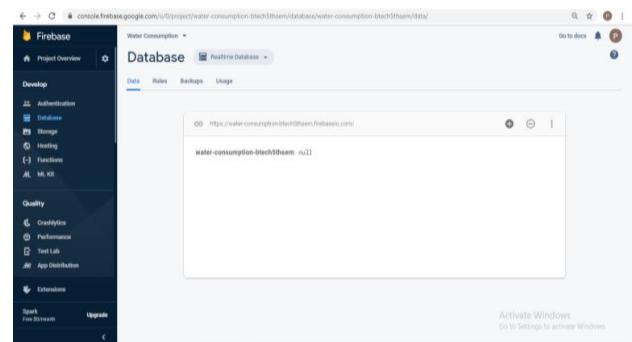 console.firebase.google.com/u/0/project/water-consumption-btech5thsem/database/water-consumption-btech5thsem/data/
P
Firebase
Water Consumption
Go to docs
P
Project Overview
Database
Realtime Database
?
Data Rules Backups Usage
Develop
Authentication
Database
Storage
Hosting
Functions
ML Kit
https://water-consumption-btech5thsem.firebaseio.com/
water-consumption-btech5thsem: null
Quality
Crashlytics
Performance
Test Lab
App Distribution
Extensions
Spark
Free $0/month
Upgrade
Activate Windows
Go to Settings to activate Windows.